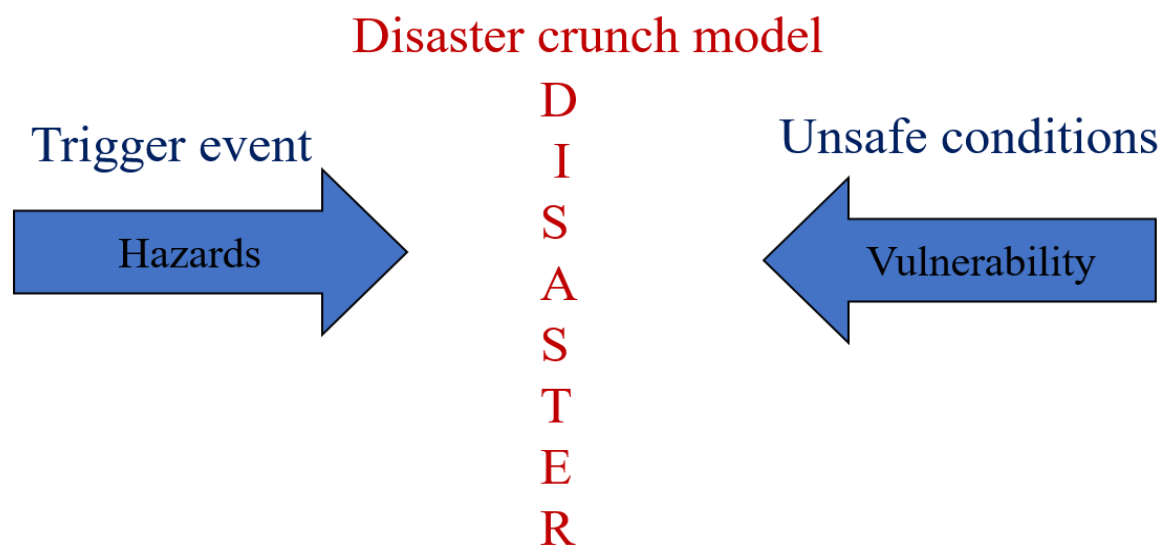 Disaster crunch model
Trigger event
Hazards
D
I
S
A
S
T
E
R
Unsafe conditions
Vulnerability